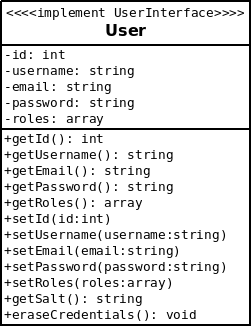 <<<<implement UserInterface>>>>
User
-id: int
-username: string
-email: string
-password: string
-roles: array
+getId(): int
+getUsername(): string
+getEmail(): string
+getPassword(): string
+getRoles(): array
+setId(id:int)
+setUsername(username:string)
+setEmail(email:string)
+setPassword(password:string)
+setRoles(roles:array)
+getSalt(): string
+eraseCredentials(): void